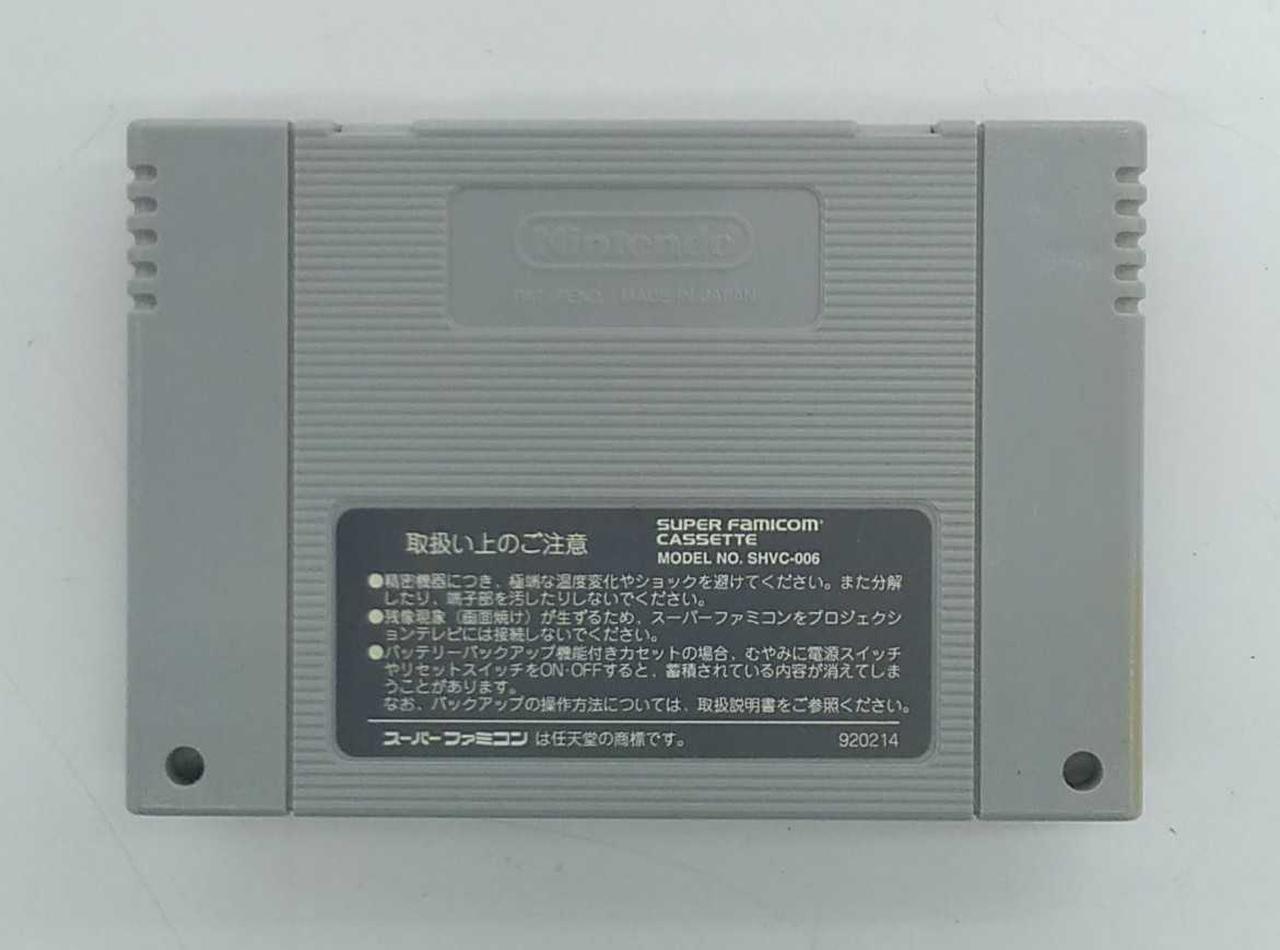 Nintendo
PAT. PEND. MADE IN JAPAN
取扱い上のご注意
SUPER FAMICOM
CASSETTE
MODEL NO. SHVC-006
●精密機器につき、極端な温度変化やショックを避けてください。また分解
したり、端子部を汚したりしないでください。
●残像現象（画面焼け）が生ずるため、スーパーファミコンをプロジェクシ
ョンテレビには接続しないでください。
●バッテリーバックアップ機能付きカセットの場合、むやみに電源スイッチ
やリセットスイッチをON·OFFすると、蓄積されている内容が消えてしま
うことがあります。
なお、バックアップの操作方法については、取扱説明書をご参照ください。
スーパーファミコン は任天堂の商標です。
920214